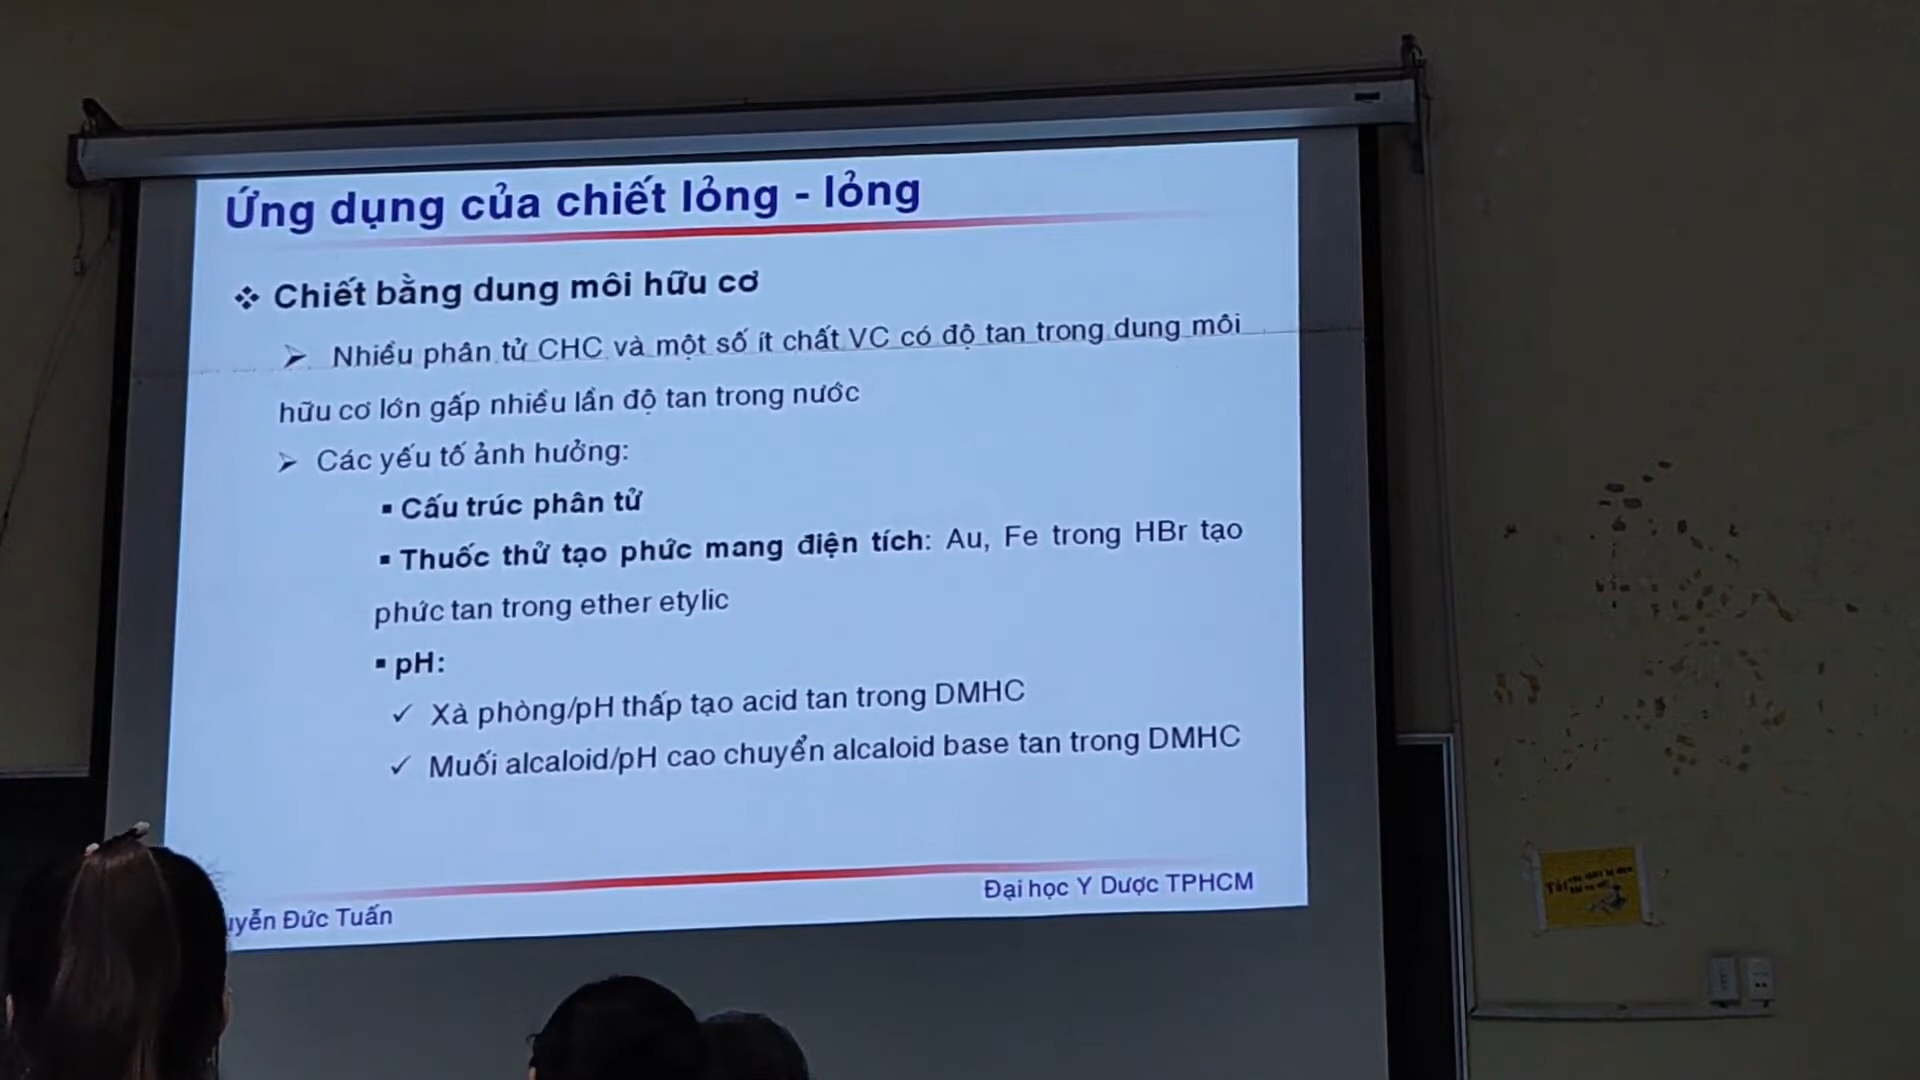 Ứng dụng của chiết lỏng - lỏng
❖ Chiết bằng dung môi hữu cơ
➢ Nhiều phân tử CHC và một số ít chất VC có độ tan trong dung môi
hữu cơ lớn gấp nhiều lần độ tan trong nước
➢ Các yếu tố ảnh hưởng:
▪ Cấu trúc phân tử
▪ Thuốc thử tạo phức mang điện tích: Au, Fe trong HBr tạo
phức tan trong ether etylic
▪ pH:
✓ Xà phòng/pH thấp tạo acid tan trong DMHC
✓ Muối alcaloid/pH cao chuyển alcaloid base tan trong DMHC
Đại học Y Dược TPHCM
uyễn Đức Tuấn